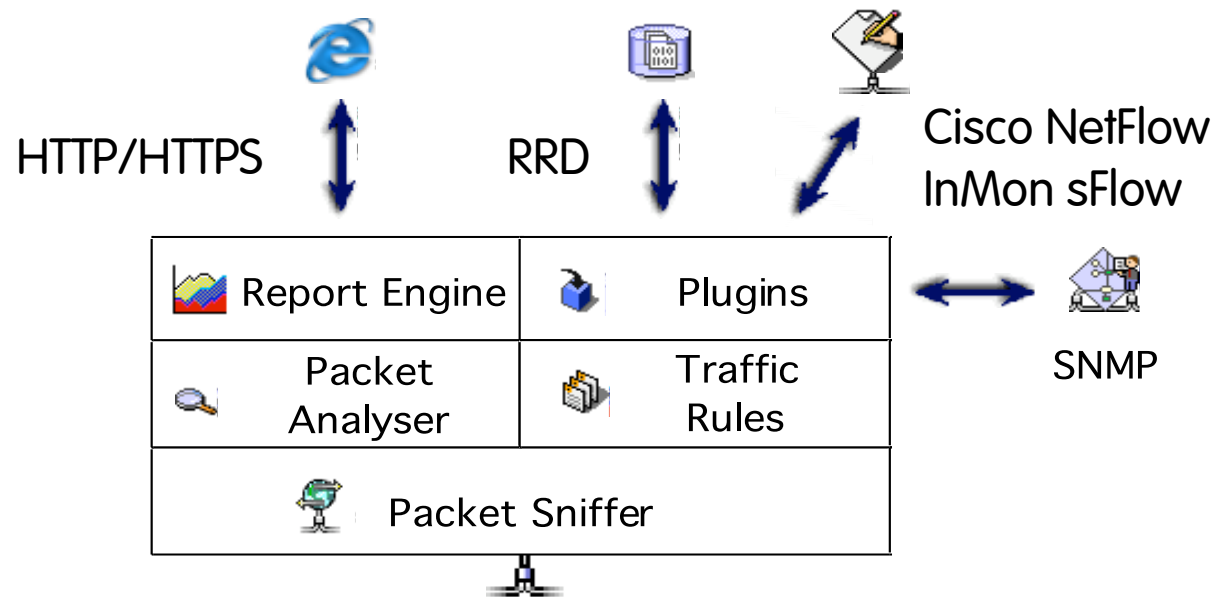 HTTP/HTTPS
RRD
Cisco NetFlow
InMon sFlow
Report Engine
Plugins
SNMP
Packet
Analyser
Traffic
Rules
Packet Sniffer